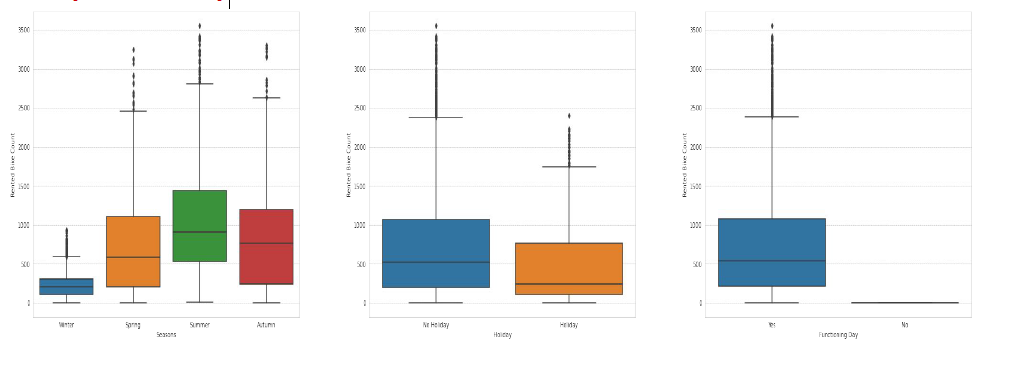 3500
3000
2500
2000
1500
1000
500
0
Rented Bike Count
Winter
Spring
Summer
Autumn
Seasons
3500
3000
2500
2000
1500
1000
500
0
Rented Bike Count
No Holiday
Holiday
Holiday
3500
3000
2500
2000
1500
1000
500
0
Rented Bike Count
Yes
No
Functioning Day